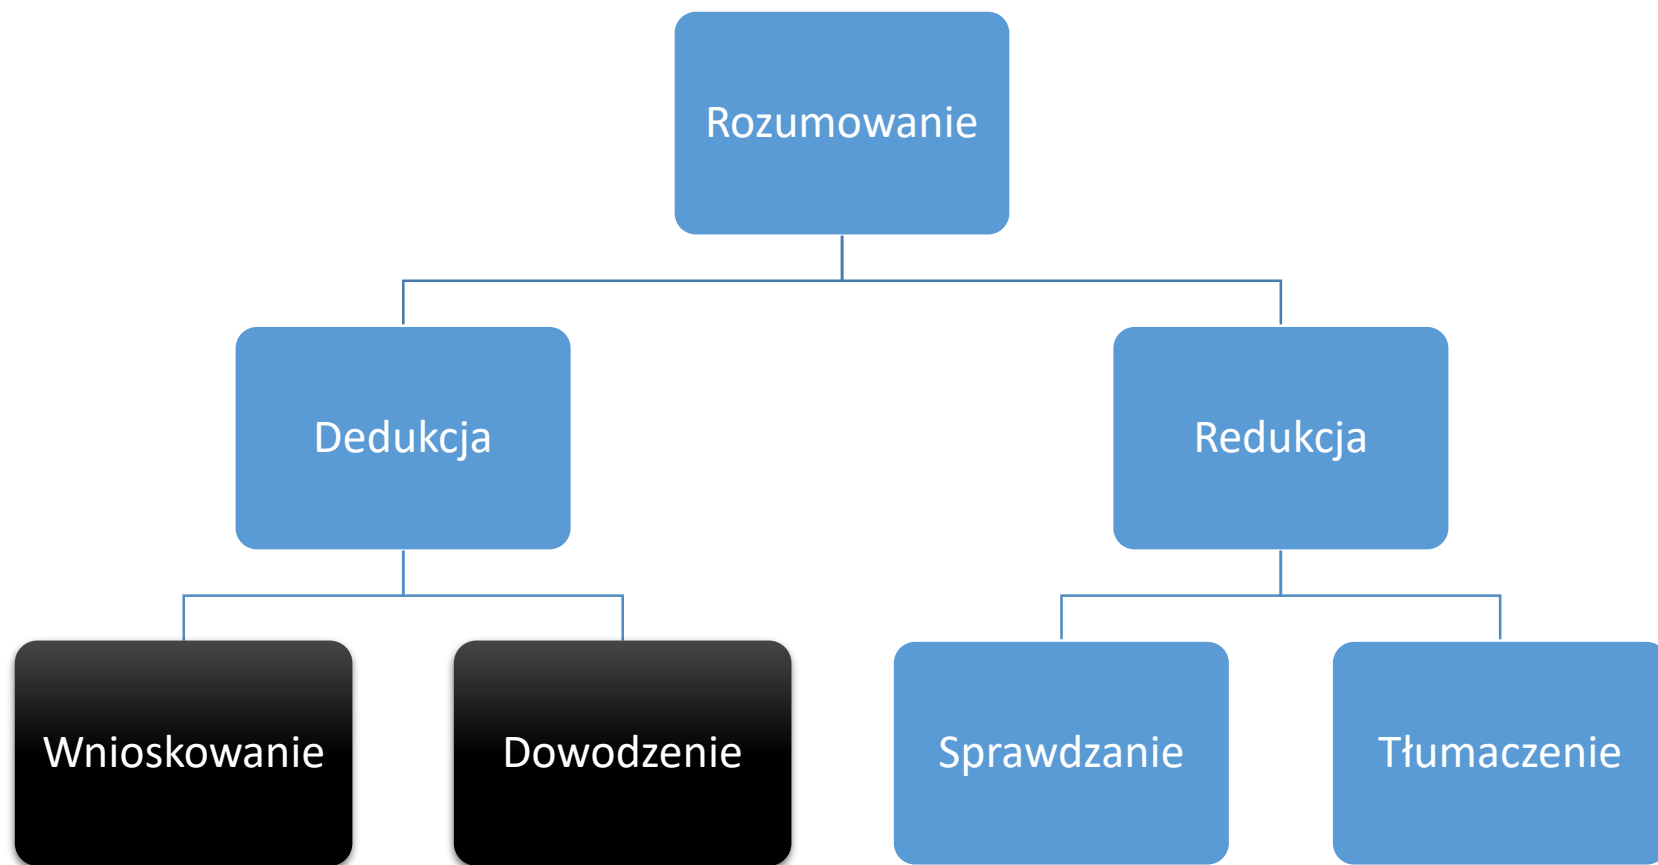 Rozumowanie
Dedukcja
Redukcja
Wnioskowanie
Dowodzenie
Sprawdzanie
Tłumaczenie